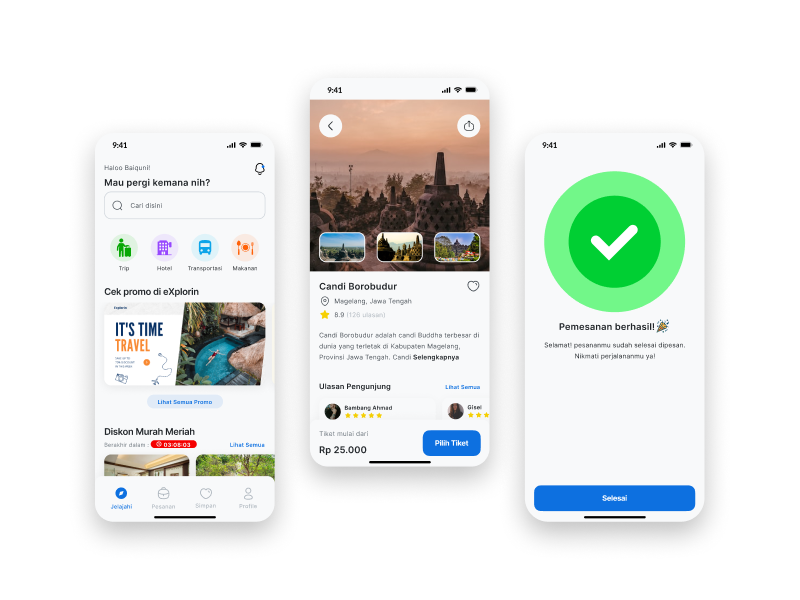 9:41
Haloo Baiquni!
Mau pergi kemana nih?
Cari disini
Trip
Hotel
Transportasi
Makanan
Cek promo di eXplorin
Explorin
IT'S TIME
TRAVEL
Lihat Semua Promo
Diskon Murah Meriah
Berakhir dalam :
03:08:03
Lihat Semua
Jerajahi
Pesanan
Simpan
Profile
9:41
Candi Borobudur
Magelang, Jawa Tengah
8.9 (126 ulasan)
Candi Borobudur adalah candi Buddha terbesar di
dunia yang terletak di Kabupaten Magelang,
Provinsi Jawa Tengah. Candi Selengkapnya
Ulasan Pengunjung
Lihat Semua
Bambang Ahmad
Gisel
Tiket mulai dari
Rp 25.000
Pilih Tiket
9:41
Pemesanan berhasil!
Selamat! pesananmu sudah selesai dipesan.
Nikmati perjalananmu ya!
Selesai